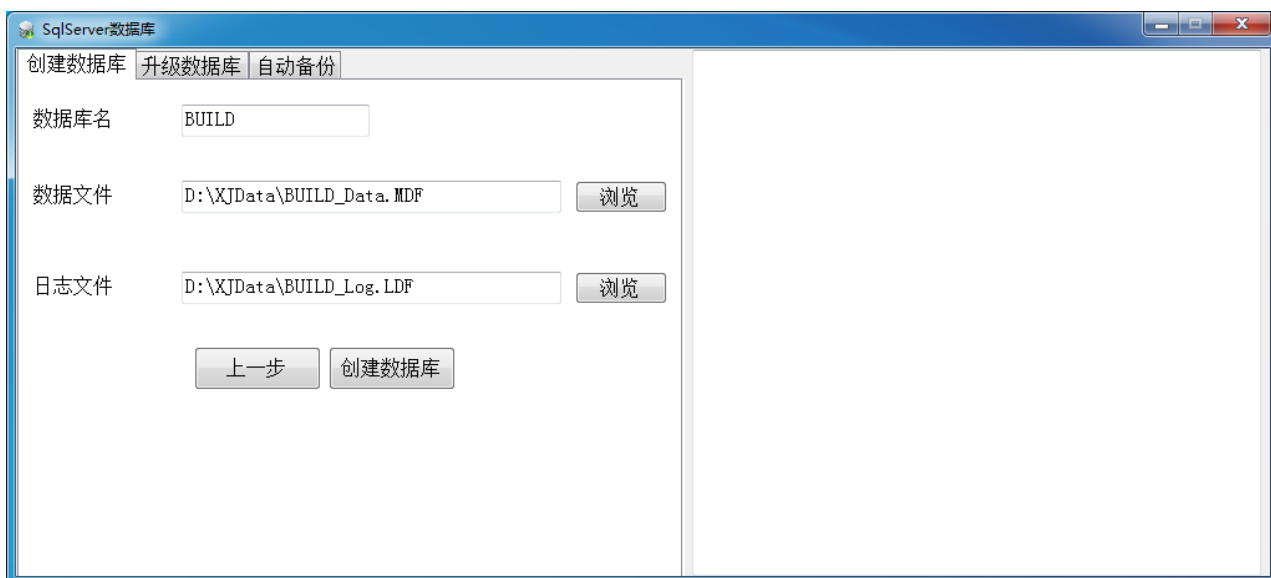 SqlServer数据库
创建数据库 升级数据库 自动备份
数据库名 BUILD
数据文件 D:\XJData\BUILD_Data.MDF 浏览
日志文件 D:\XJData\BUILD_Log.LDF 浏览
上一步 创建数据库